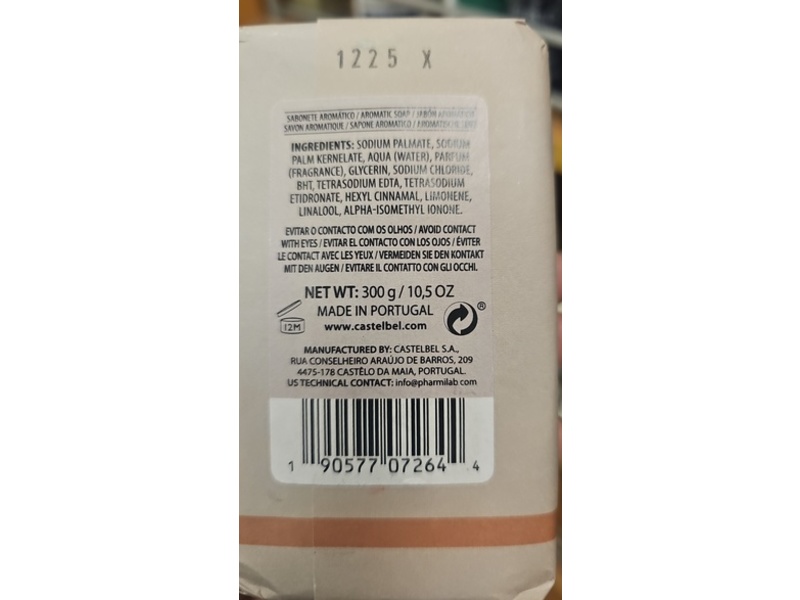 1225 X
SABONETE AROMÁTICO / AROMATIC SOAP / JABÓN AROMÁTICO
SAVON AROMATIQUE / SAPONE AROMATICO / AROMATISCHE SEIFE
INGREDIENTS: SODIUM PALMATE, SODIUM
PALM KERNELATE, AQUA (WATER), PARFUM
(FRAGRANCE), GLYCERIN, SODIUM CHLORIDE,
BHT, TETRASODIUM EDTA, TETRASODIUM
ETIDRONATE, HEXYL CINNAMAL, LIMONENE,
LINALOOL, ALPHA-ISOMETHYL IONONE.
EVITAR O CONTACTO COM OS OLHOS / AVOID CONTACT
WITH EYES / EVITAR EL CONTACTO CON LOS OJOS / ÉVITER
LE CONTACT AVEC LES YEUX / VERMEIDEN SIE DEN KONTAKT
MIT DEN AUGEN / EVITARE IL CONTATTO CON GLI OCCHI.
NET WT: 300 g / 10,5 OZ
MADE IN PORTUGAL
12M www.castelbel.com ®
MANUFACTURED BY: CASTELBEL S.A.,
RUA CONSELHEIRO ARAÚJO DE BARROS, 209
4475-178 CASTÊLO DA MAIA, PORTUGAL.
US TECHNICAL CONTACT: info@pharmilab.com
1 90577 07264 4